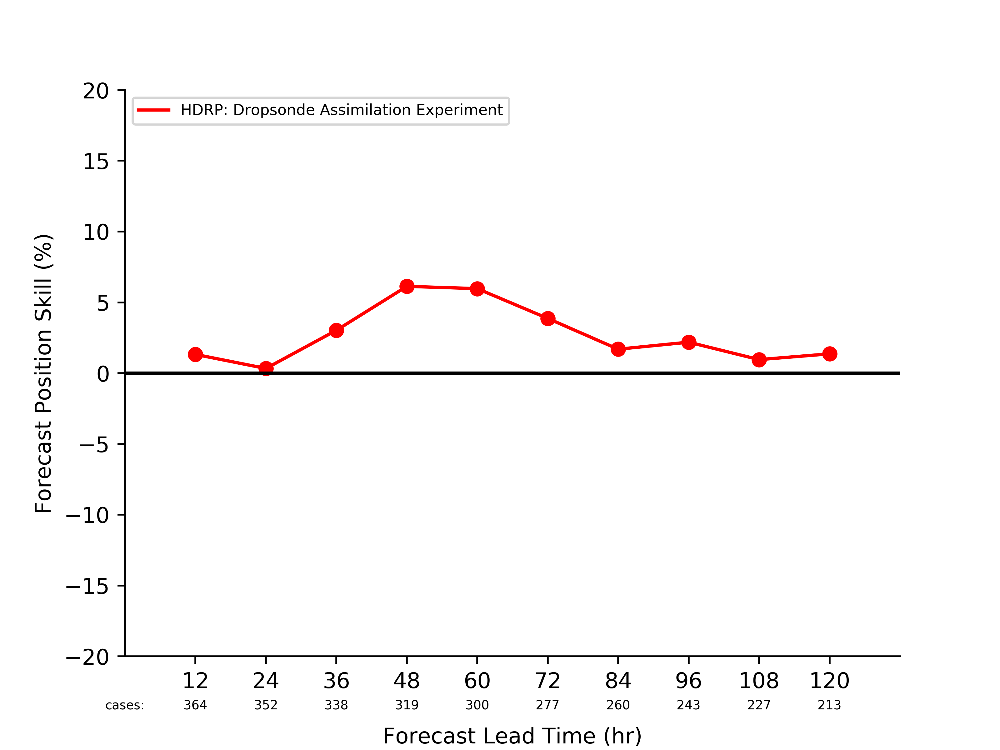 20
HDRP: Dropsonde Assimilation Experiment
15
10
5
0
−5
−10
−15
−20
Forecast Position Skill (%)
12 24 36 48 60 72 84 96 108 120
cases: 364 352 338 319 300 277 260 243 227 213
Forecast Lead Time (hr)